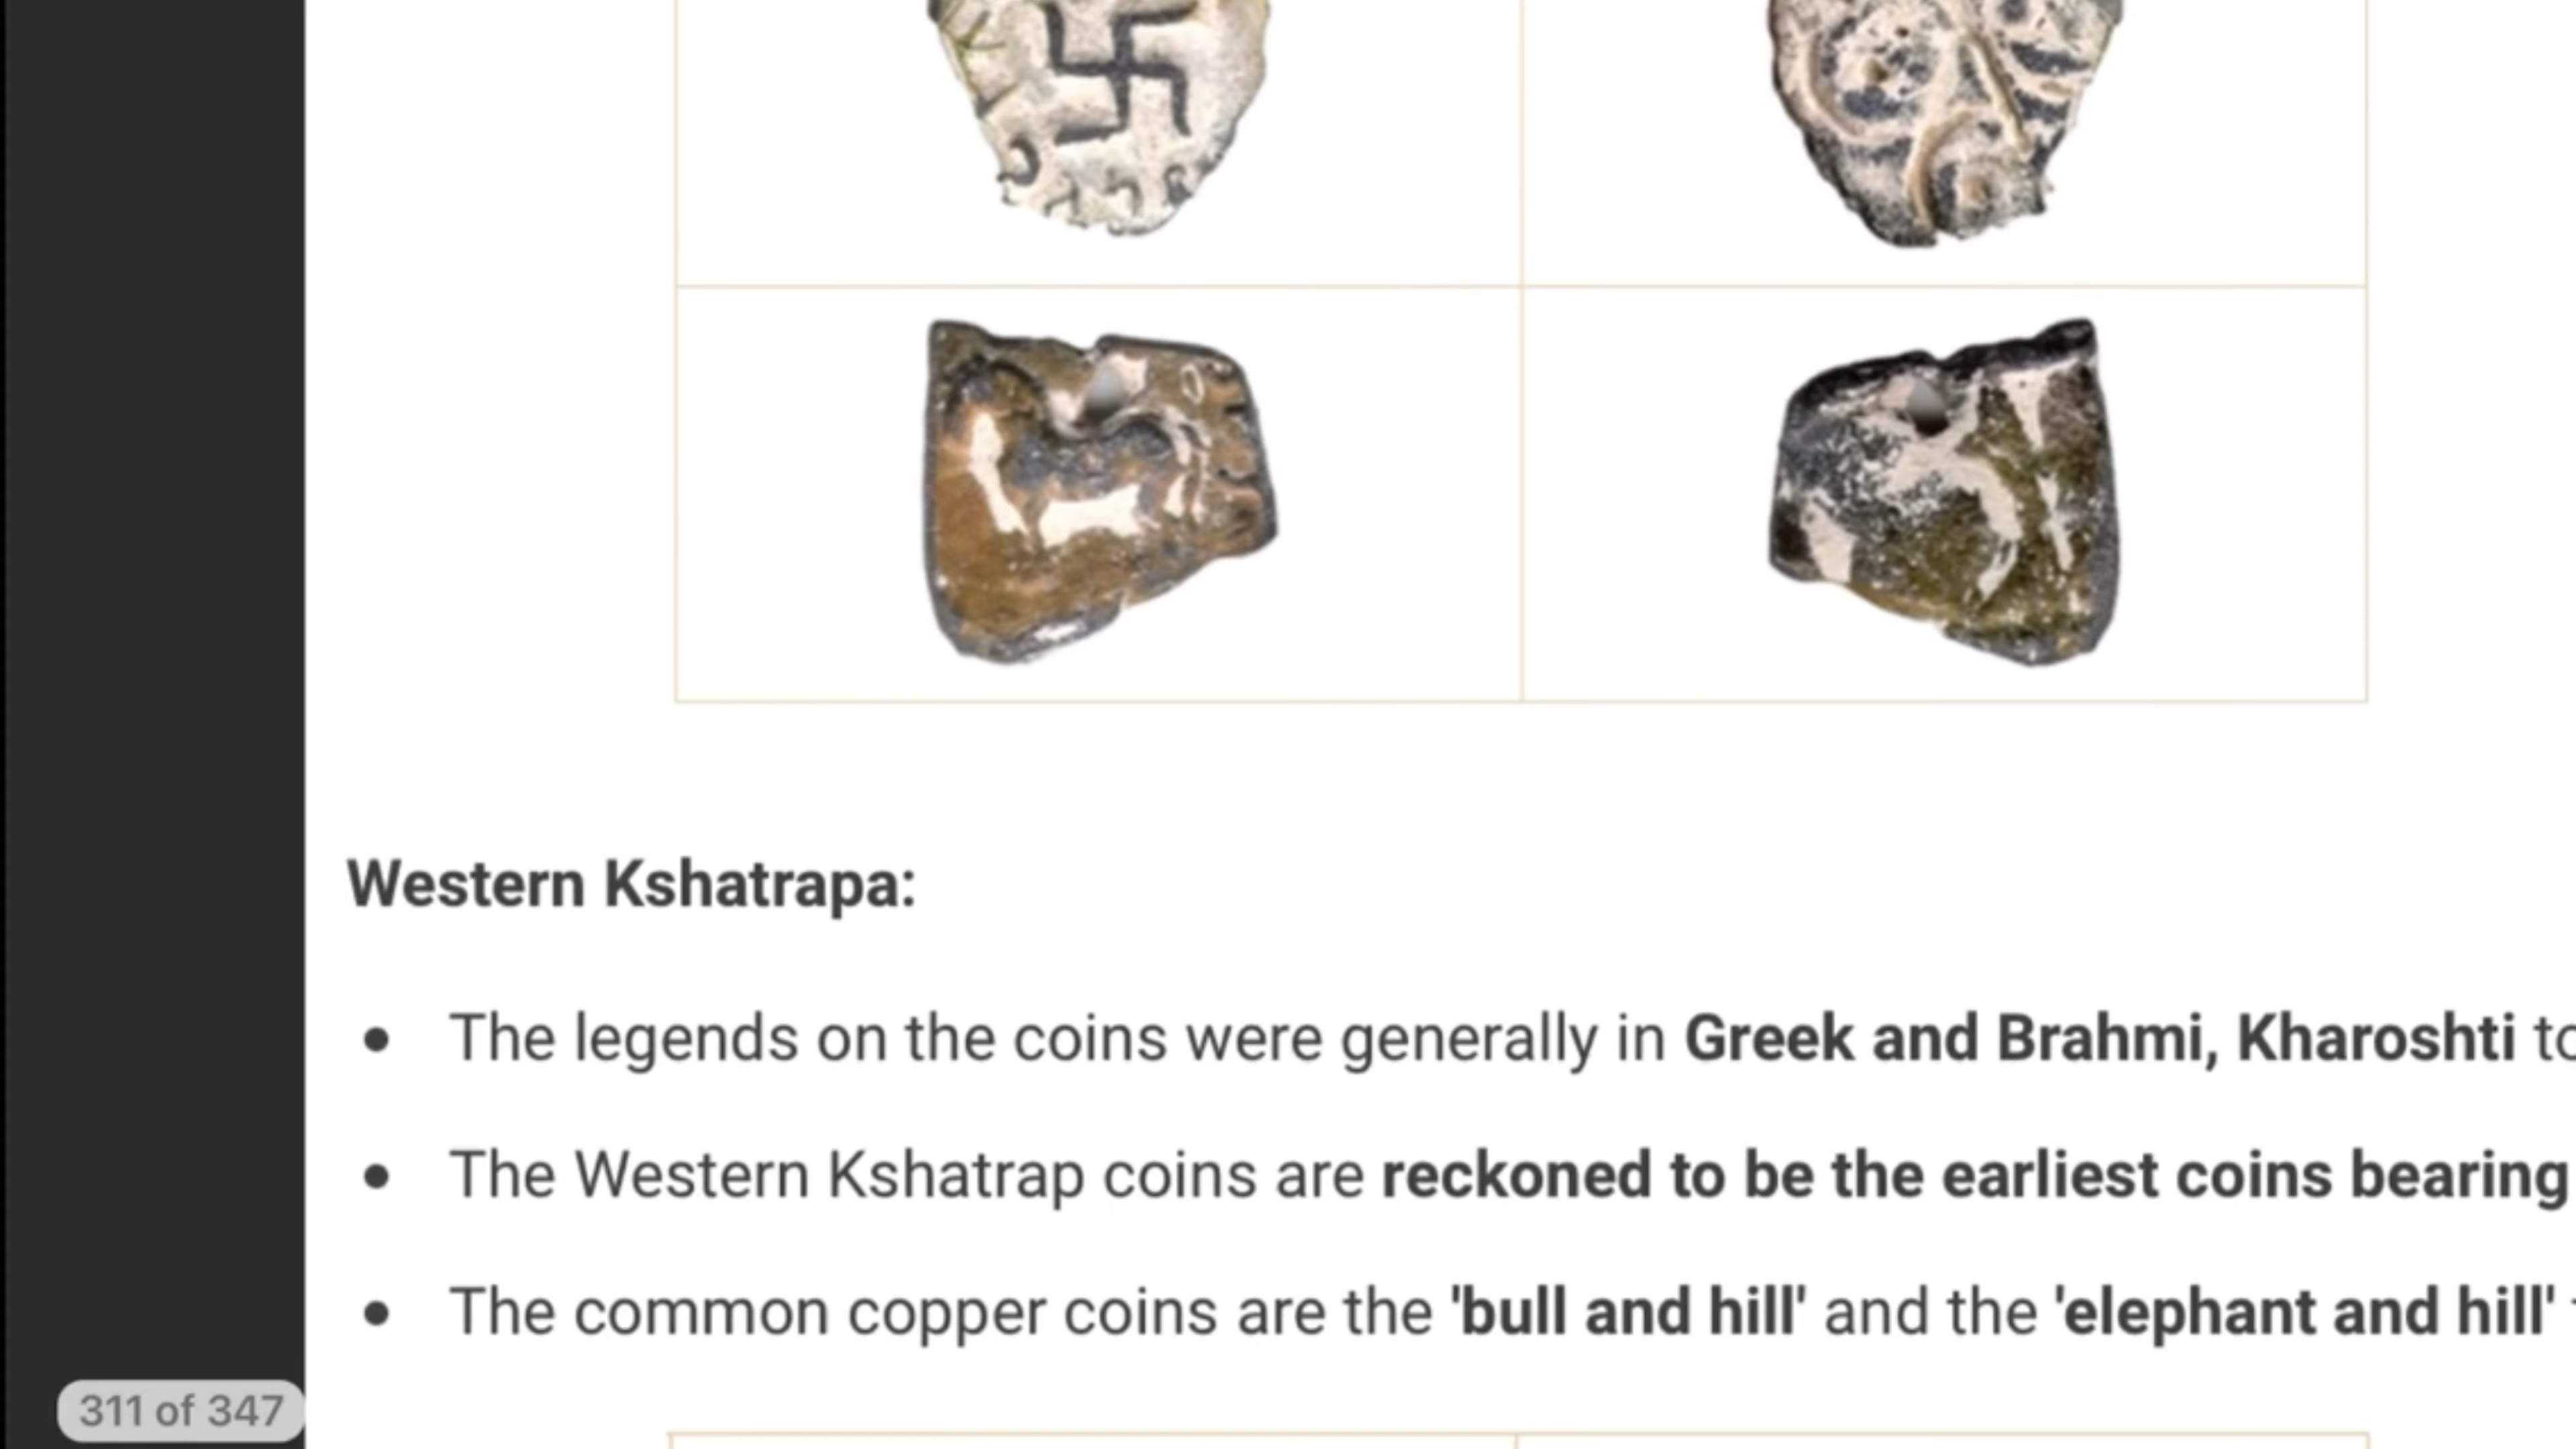 Western Kshatrapa:
• The legends on the coins were generally in Greek and Brahmi, Kharoshti
• The Western Kshatrap coins are reckoned to be the earliest coins bearing
• The common copper coins are the 'bull and hill' and the 'elephant and hill'
311 of 347